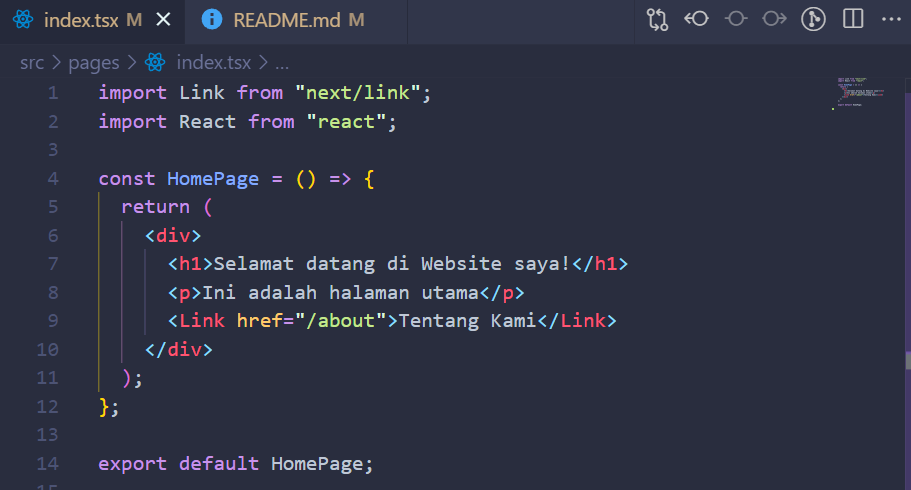 index.tsx M README.md M
src > pages > index.tsx > ...
1 import Link from "next/link";
2 import React from "react";
3
4 const HomePage = () => {
5 return (
6 <div>
7 <h1>Selamat datang di Website saya!</h1>
8 <p>Ini adalah halaman utama</p>
9 <Link href="/about">Tentang Kami</Link>
10 </div>
11 );
12 };
13
14 export default HomePage;
15